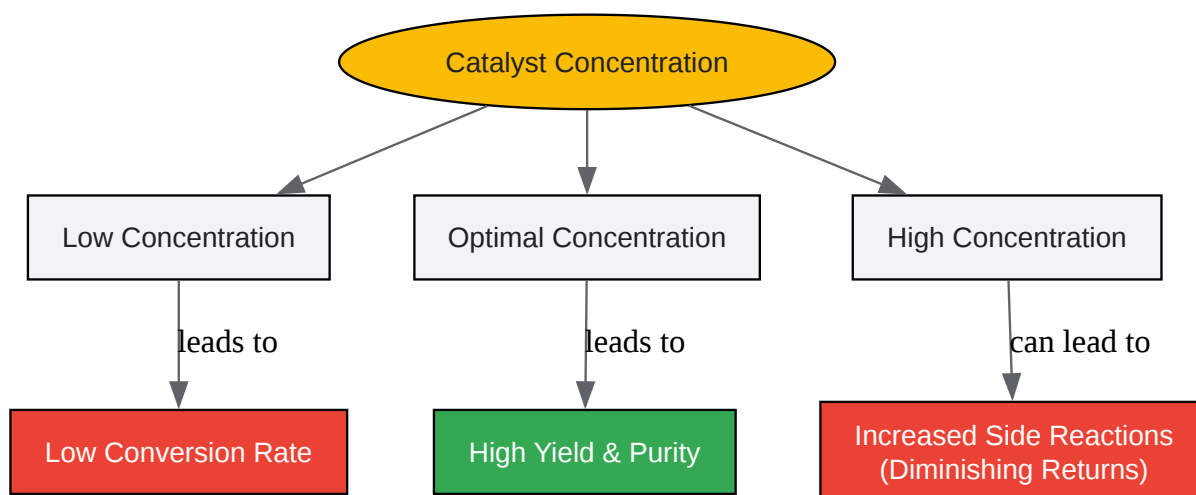 Catalyst Concentration
Low Concentration
Optimal Concentration
High Concentration
leads to
leads to
can lead to
Low Conversion Rate
High Yield & Purity
Increased Side Reactions
(Diminishing Returns)